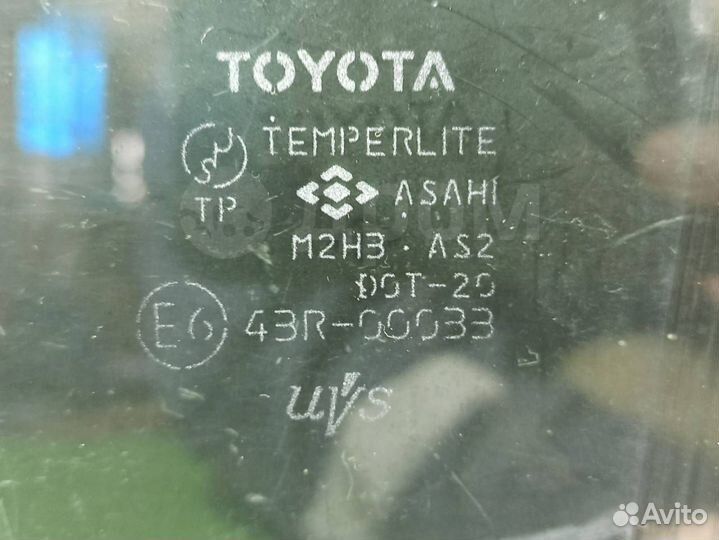 TOYOTA
TEMPERLITE
TP
ASAHI
M2H3 · AS2
DOT-20
E6 43R-00033
Avito